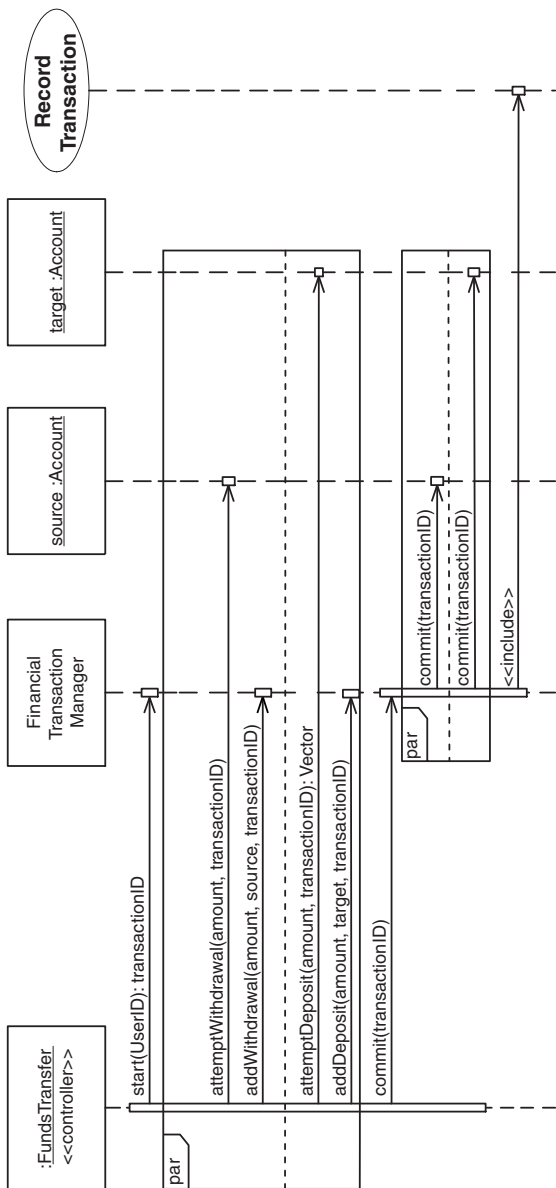 :FundsTransfer
<<controller>>
Financial
Transaction
Manager
source :Account
target :Account
Record
Transaction
start(UserID): transactionID
par
attemptWithdrawal(amount, transactionID)
addWithdrawal(amount, source, transactionID)
attemptDeposit(amount, transactionID): Vector
addDeposit(amount, target, transactionID)
commit(transactionID)
par
commit(transactionID)
commit(transactionID)
<<include>>